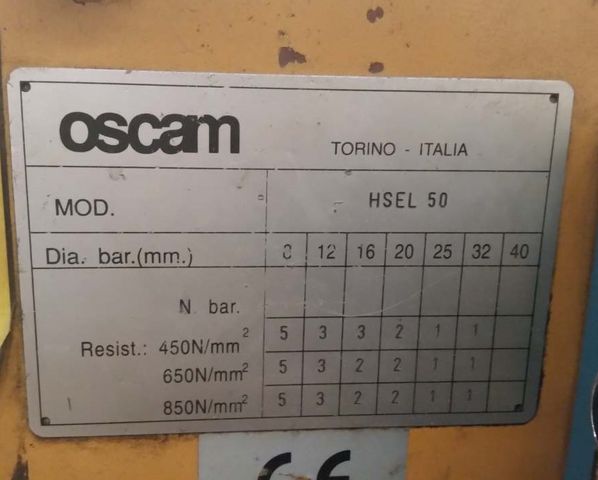 oscam
TORINO - ITALIA
MOD. HSEL 50
Dia. bar.(mm.) 8 12 16 20 25 32 40
N. bar.
Resist.: 450N/mm² 5 3 3 2 1 1
650N/mm² 5 3 2 2 1 1
850N/mm² 5 3 2 2 1 1
CE